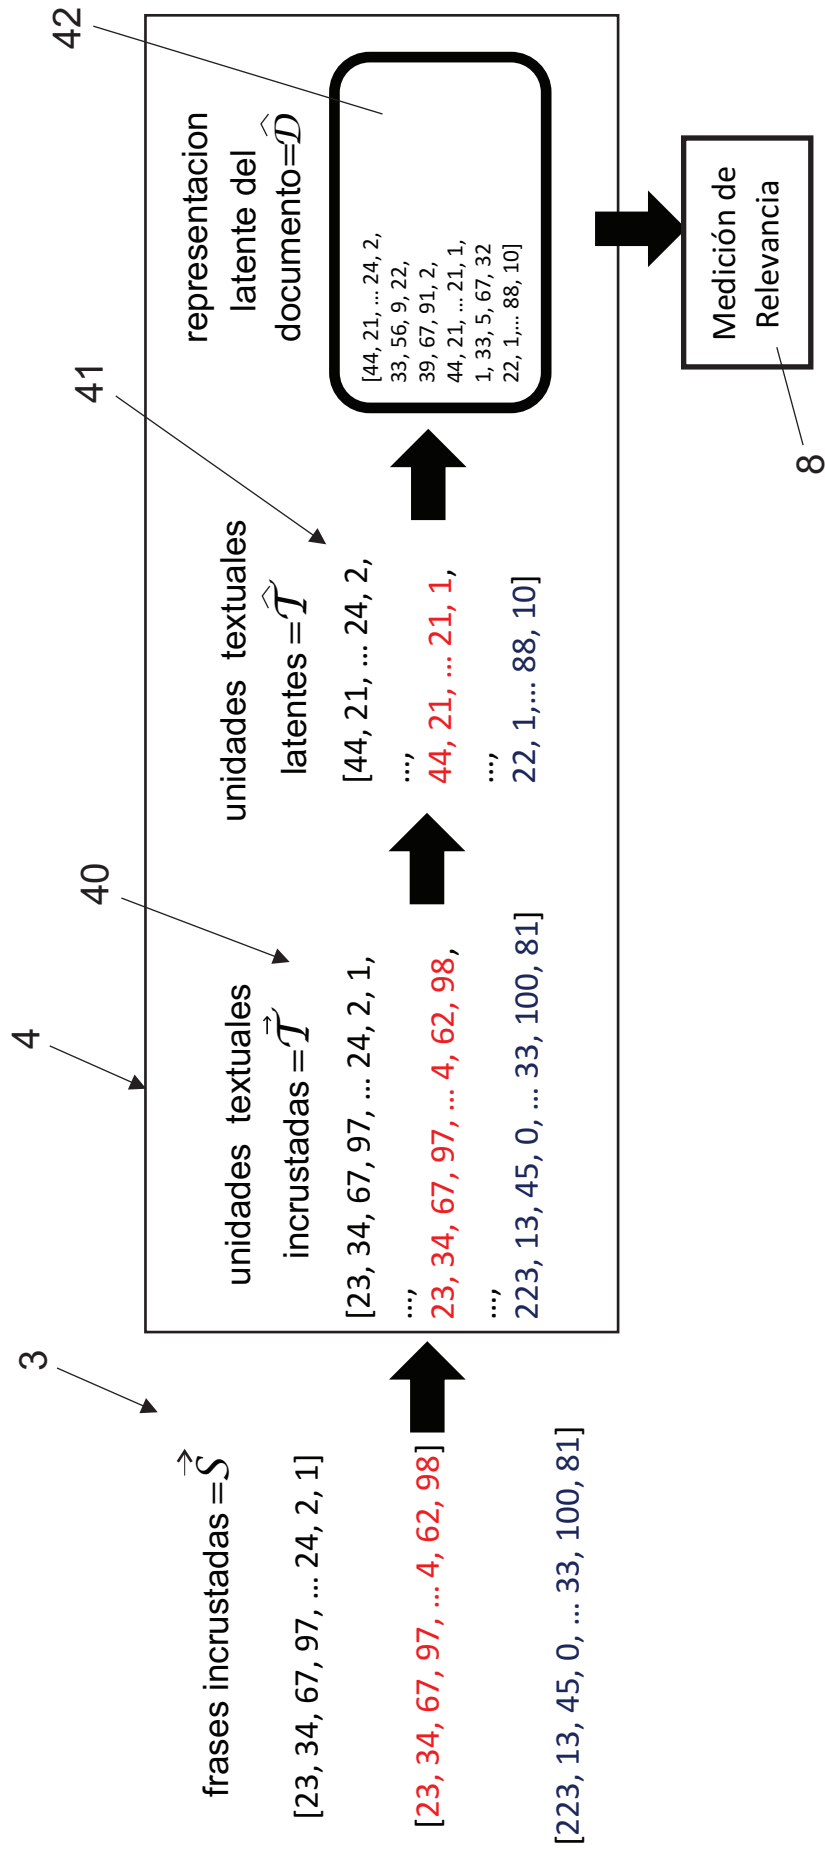 3
frases incrustadas = S⃗
[23, 34, 67, 97, ... 24, 2, 1]
[23, 34, 67, 97, ... 4, 62, 98]
[223, 13, 45, 0, ... 33, 100, 81]
4
40
unidades textuales
incrustadas = T⃗
[23, 34, 67, 97, ... 24, 2, 1,
...,
23, 34, 67, 97, ... 4, 62, 98,
...,
223, 13, 45, 0, ... 33, 100, 81]
41
unidades textuales
latentes = T̂
[44, 21, ... 24, 2,
...,
44, 21, ... 21, 1,
...,
22, 1,... 88, 10]
42
representacion
latente del
documento=D̂
[44, 21, ... 24, 2,
33, 56, 9, 22,
39, 67, 91, 2,
44, 21, ... 21, 1,
1, 33, 5, 67, 32
22, 1,... 88, 10]
Medición de
Relevancia
8